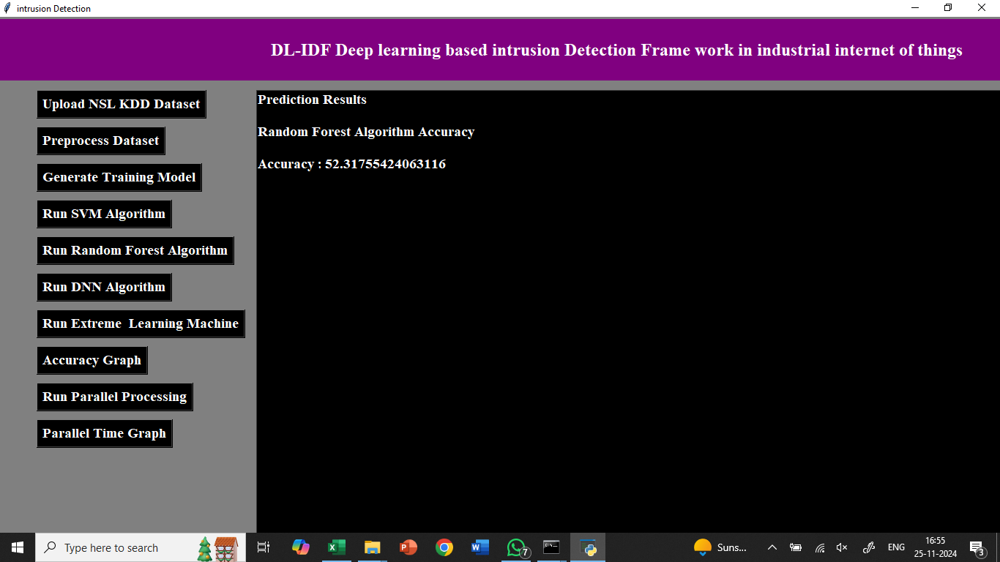 intrusion Detection
DL-IDF Deep learning based intrusion Detection Frame work in industrial internet of things
Upload NSL KDD Dataset
Preprocess Dataset
Generate Training Model
Run SVM Algorithm
Run Random Forest Algorithm
Run DNN Algorithm
Run Extreme  Learning Machine
Accuracy Graph
Run Parallel Processing
Parallel Time Graph
Prediction Results
Random Forest Algorithm Accuracy
Accuracy : 52.31755424063116
Type here to search
7
Suns...
ENG
16:55
25-11-2024
3